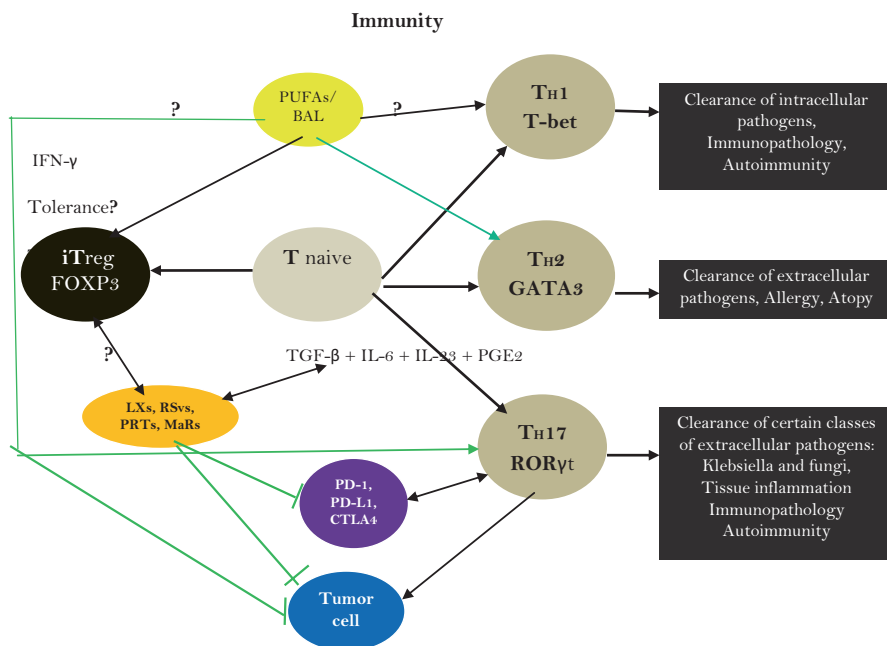 Immunity
PUFAs/
BAL
?
?
TH1
T-bet
Clearance of intracellular
pathogens,
Immunopathology,
Autoimmunity
IFN-γ
Tolerance?
iTreg
FOXP3
T naive
TH2
GATA3
Clearance of extracellular
pathogens, Allergy, Atopy
?
TGF-β + IL-6 + IL-23 + PGE2
LXs, RSvs,
PRTs, MaRs
TH17
RORγt
Clearance of certain classes
of extracellular pathogens:
Klebsiella and fungi,
Tissue inflammation
Immunopathology
Autoimmunity
PD-1,
PD-L1,
CTLA4
Tumor
cell